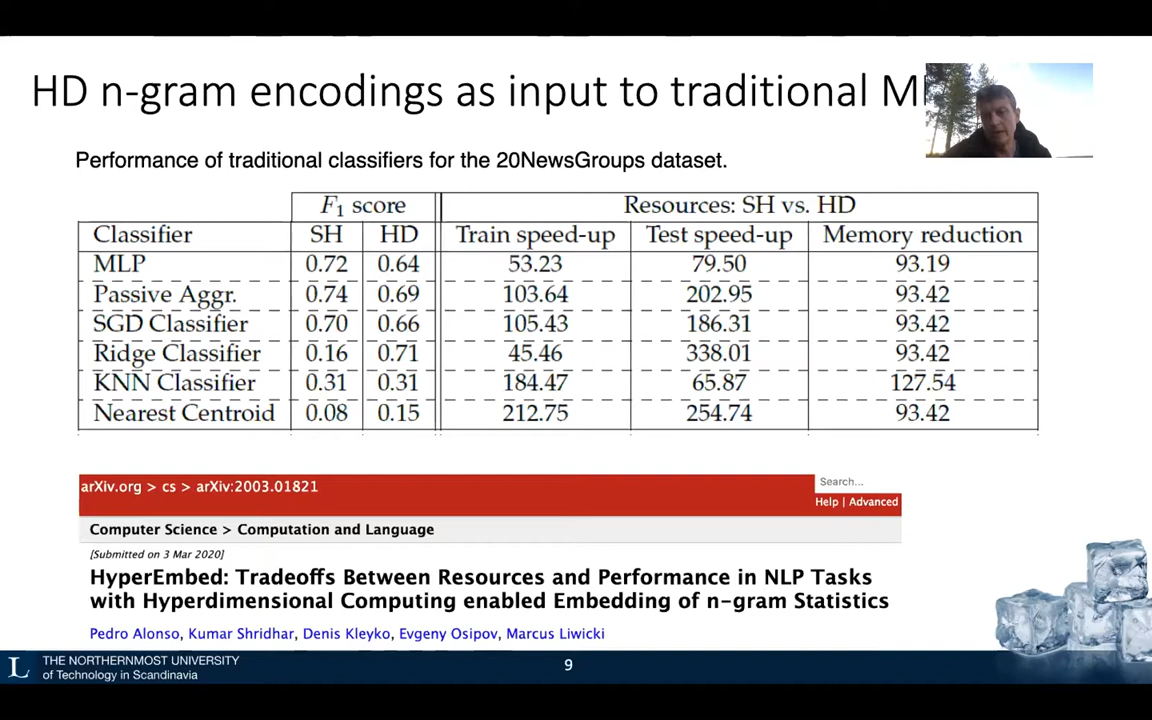 HD n-gram encodings as input to traditional
Performance of traditional classifiers for the 20NewsGroups dataset.
F1 score Resources: SH vs. HD
Classifier SH HD Train speed-up Test speed-up Memory reduction
MLP 0.72 0.64 53.23 79.50 93.19
Passive Aggr. 0.74 0.69 103.64 202.95 93.42
SGD Classifier 0.70 0.66 105.43 186.31 93.42
Ridge Classifier 0.16 0.71 45.46 338.01 93.42
KNN Classifier 0.31 0.31 184.47 65.87 127.54
Nearest Centroid 0.08 0.15 212.75 254.74 93.42
arXiv.org > cs > arXiv:2003.01821
Search...
Help | Advanced
Computer Science > Computation and Language
[Submitted on 3 Mar 2020]
HyperEmbed: Tradeoffs Between Resources and Performance in NLP Tasks
with Hyperdimensional Computing enabled Embedding of n-gram Statistics
Pedro Alonso, Kumar Shridhar, Denis Kleyko, Evgeny Osipov, Marcus Liwicki
L THE NORTHERNMOST UNIVERSITY
of Technology in Scandinavia
9